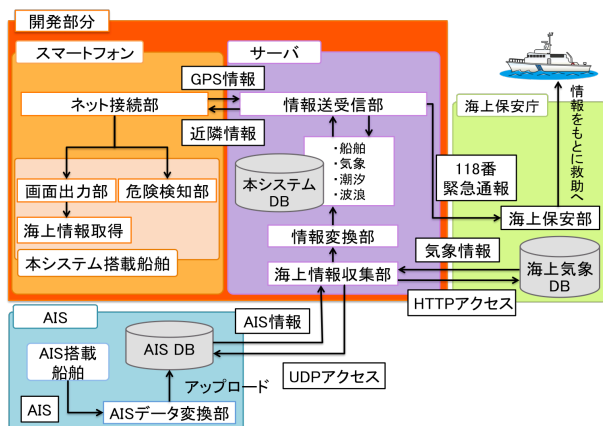 開発部分
スマートフォン
サーバ
GPS情報
ネット接続部
情報送受信部
近隣情報
海上保安庁
情報をもとに救助へ
・船舶
・気象
・潮汐
・波浪
本システム
DB
118番
緊急通報
画面出力部
危険検知部
海上情報取得
本システム搭載船舶
情報変換部
海上保安部
気象情報
海上情報収集部
海上気象
DB
HTTPアクセス
AIS
AIS情報
AIS搭載
船舶
AIS DB
UDPアクセス
アップロード
AIS
AISデータ変換部